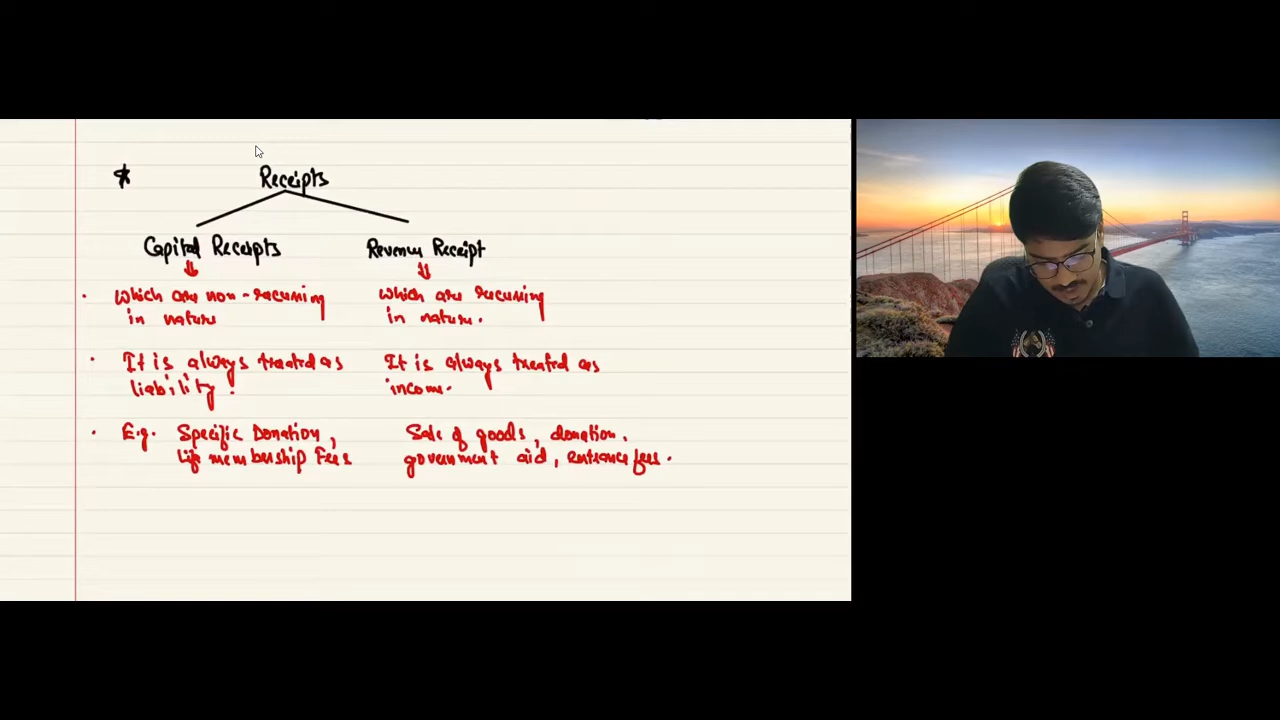 * Receipts
Capital Receipts Revenue Receipt
• Which are non-recurring which are recurring
in nature in nature.
• It is always treated as It is always treated as
liability. income.
• E.g. Specific Donation, Sale of goods, donation.
Life membership Fees government aid, entrance fees.